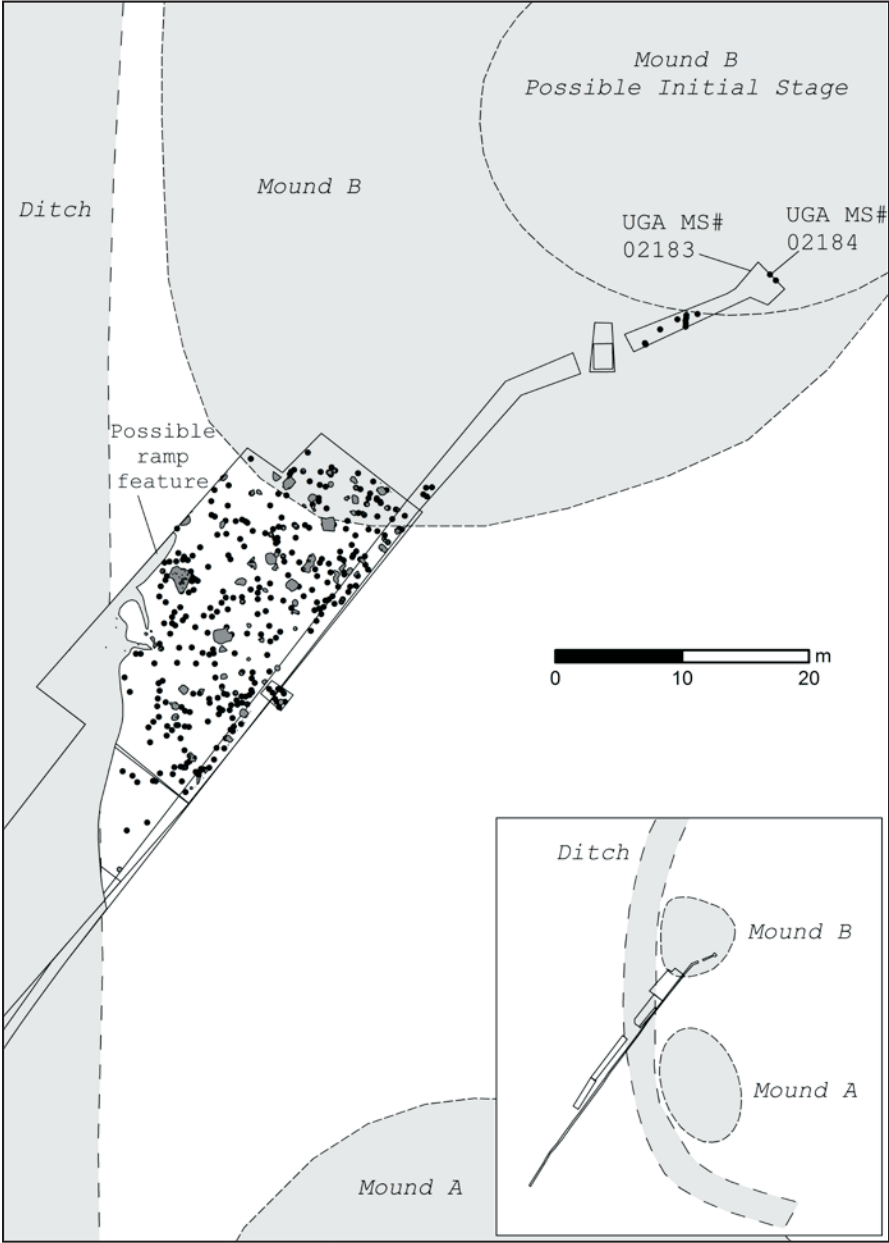 Mound B
Possible Initial Stage
Mound B
Ditch
UGA MS#
02183
UGA MS#
02184
Possible
ramp
feature
m
0
10
20
Ditch
Mound B
Mound A
Mound A